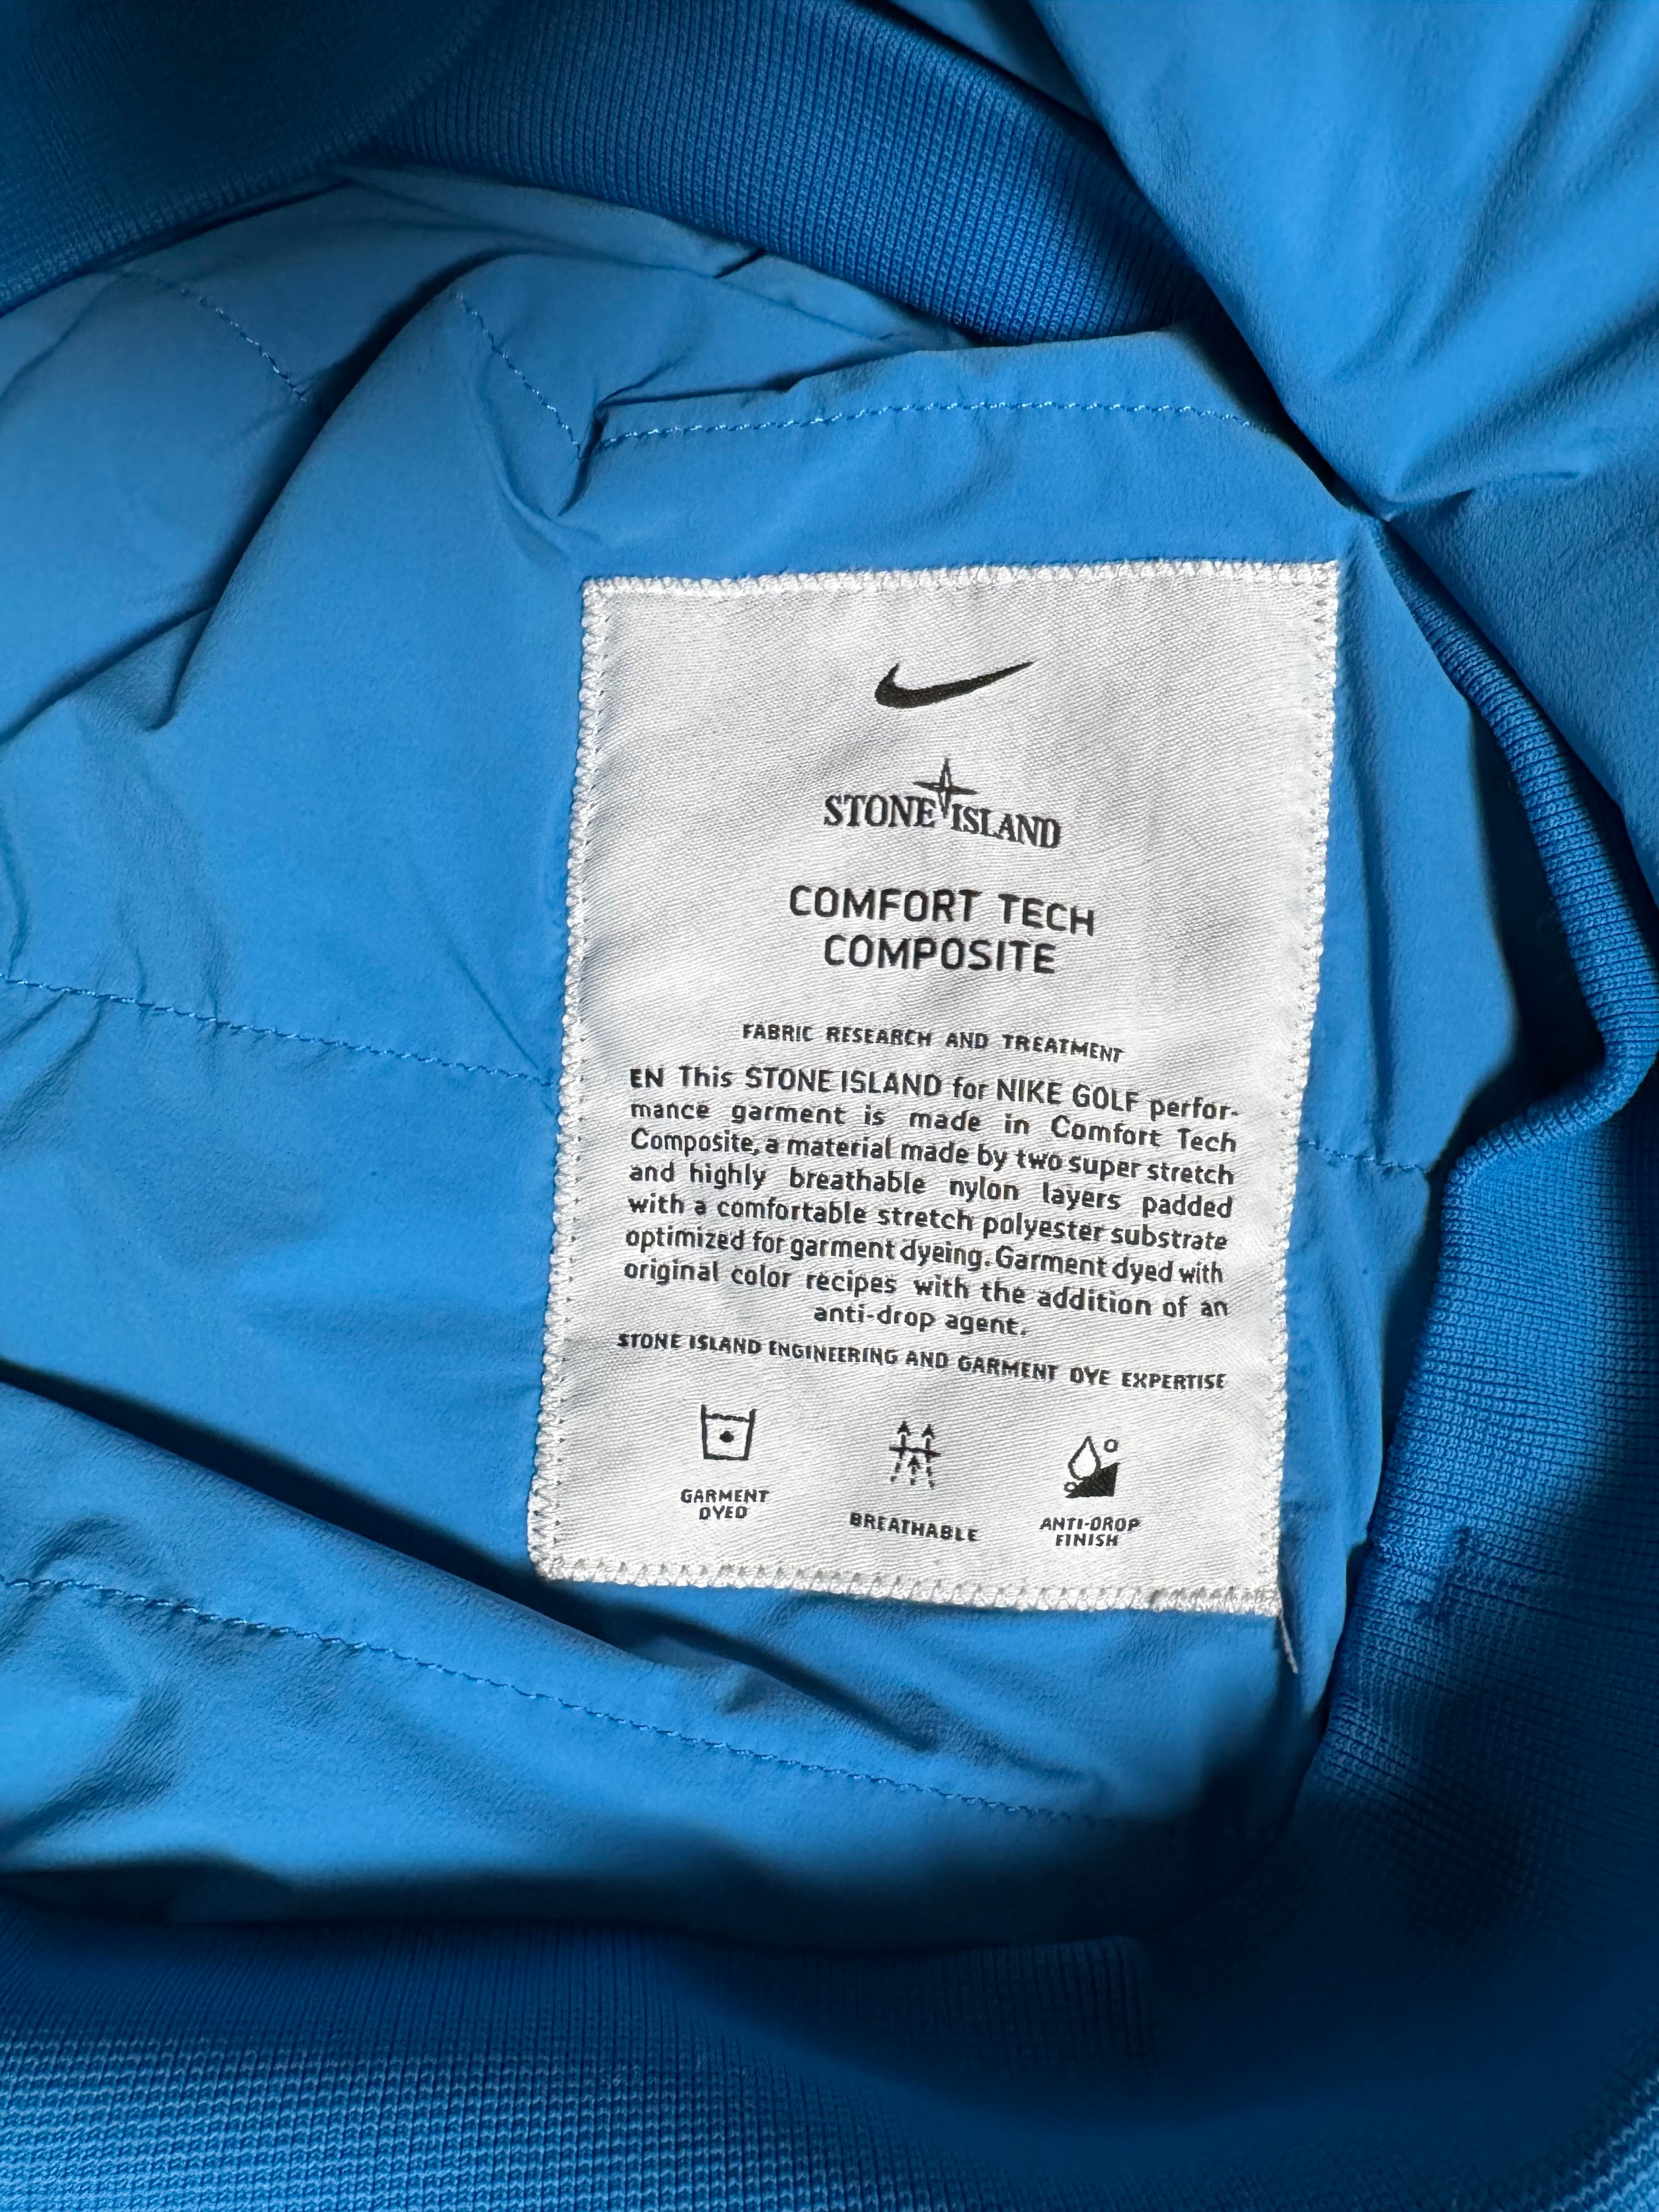 STONE ISLAND
COMFORT TECH
COMPOSITE
FABRIC RESEARCH AND TREATMENT
EN This STONE ISLAND for NIKE GOLF perfor-
mance garment is made in Comfort Tech
Composite, a material made by two super stretch
and highly breathable nylon layers padded
with a comfortable stretch polyester substrate
optimized for garment dyeing. Garment dyed with
original color recipes with the addition of an
anti-drop agent.
STONE ISLAND ENGINEERING AND GARMENT DYE EXPERTISE
GARMENT
DYED
BREATHABLE
ANTI-DROP
FINISH